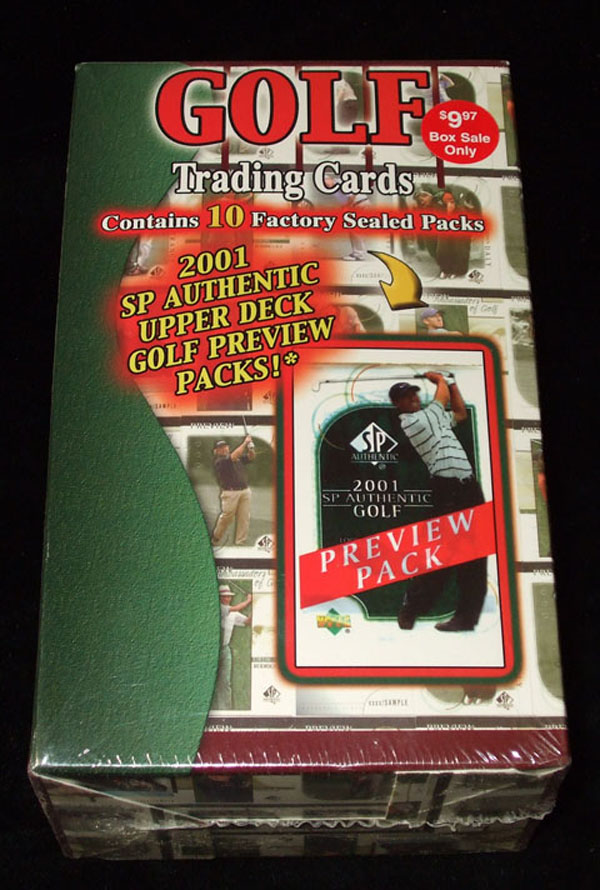 GOLF
$9.97
Box Sale
Only
Trading Cards
Contains 10 Factory Sealed Packs
2001
SP AUTHENTIC
UPPER DECK
GOLF PREVIEW
PACKS!*
SP
AUTHENTIC
2001
SP AUTHENTIC
GOLF
PREVIEW
PACK
SAMPLE